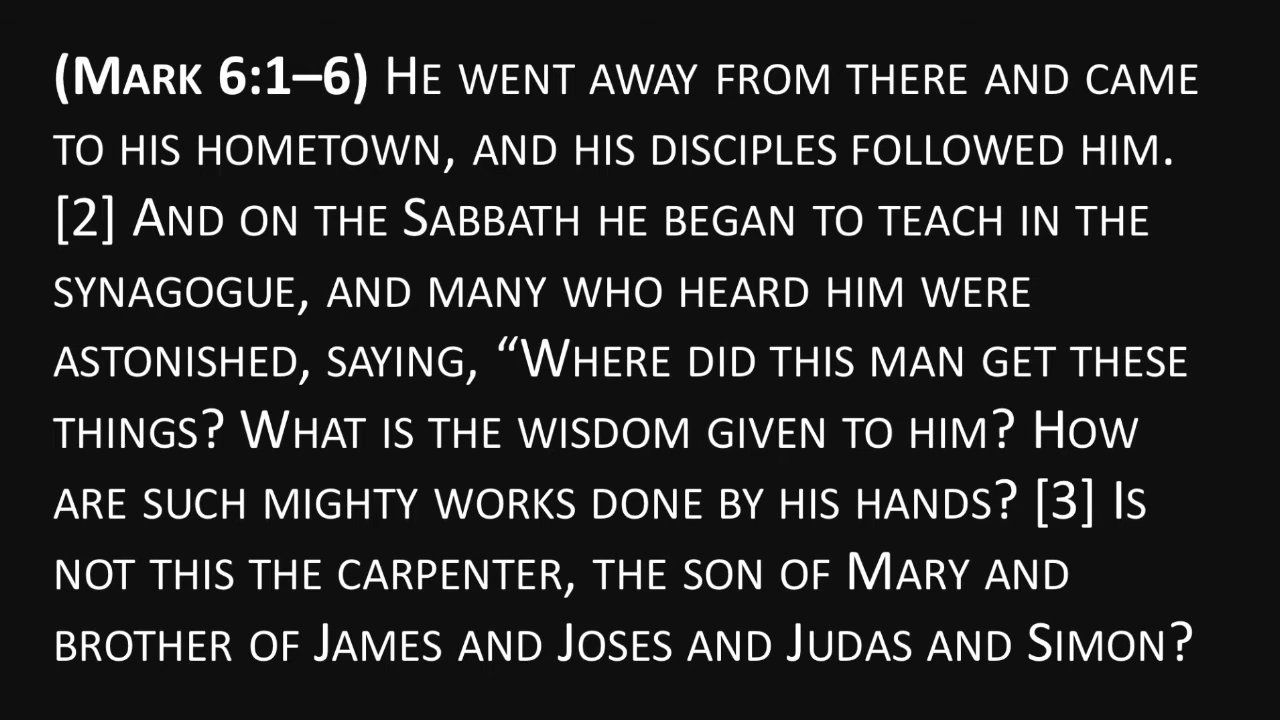 (Mark 6:1–6) He went away from there and came
to his hometown, and his disciples followed him.
[2] And on the Sabbath he began to teach in the
synagogue, and many who heard him were
astonished, saying, “Where did this man get these
things? What is the wisdom given to him? How
are such mighty works done by his hands? [3] Is
not this the carpenter, the son of Mary and
brother of James and Joses and Judas and Simon?